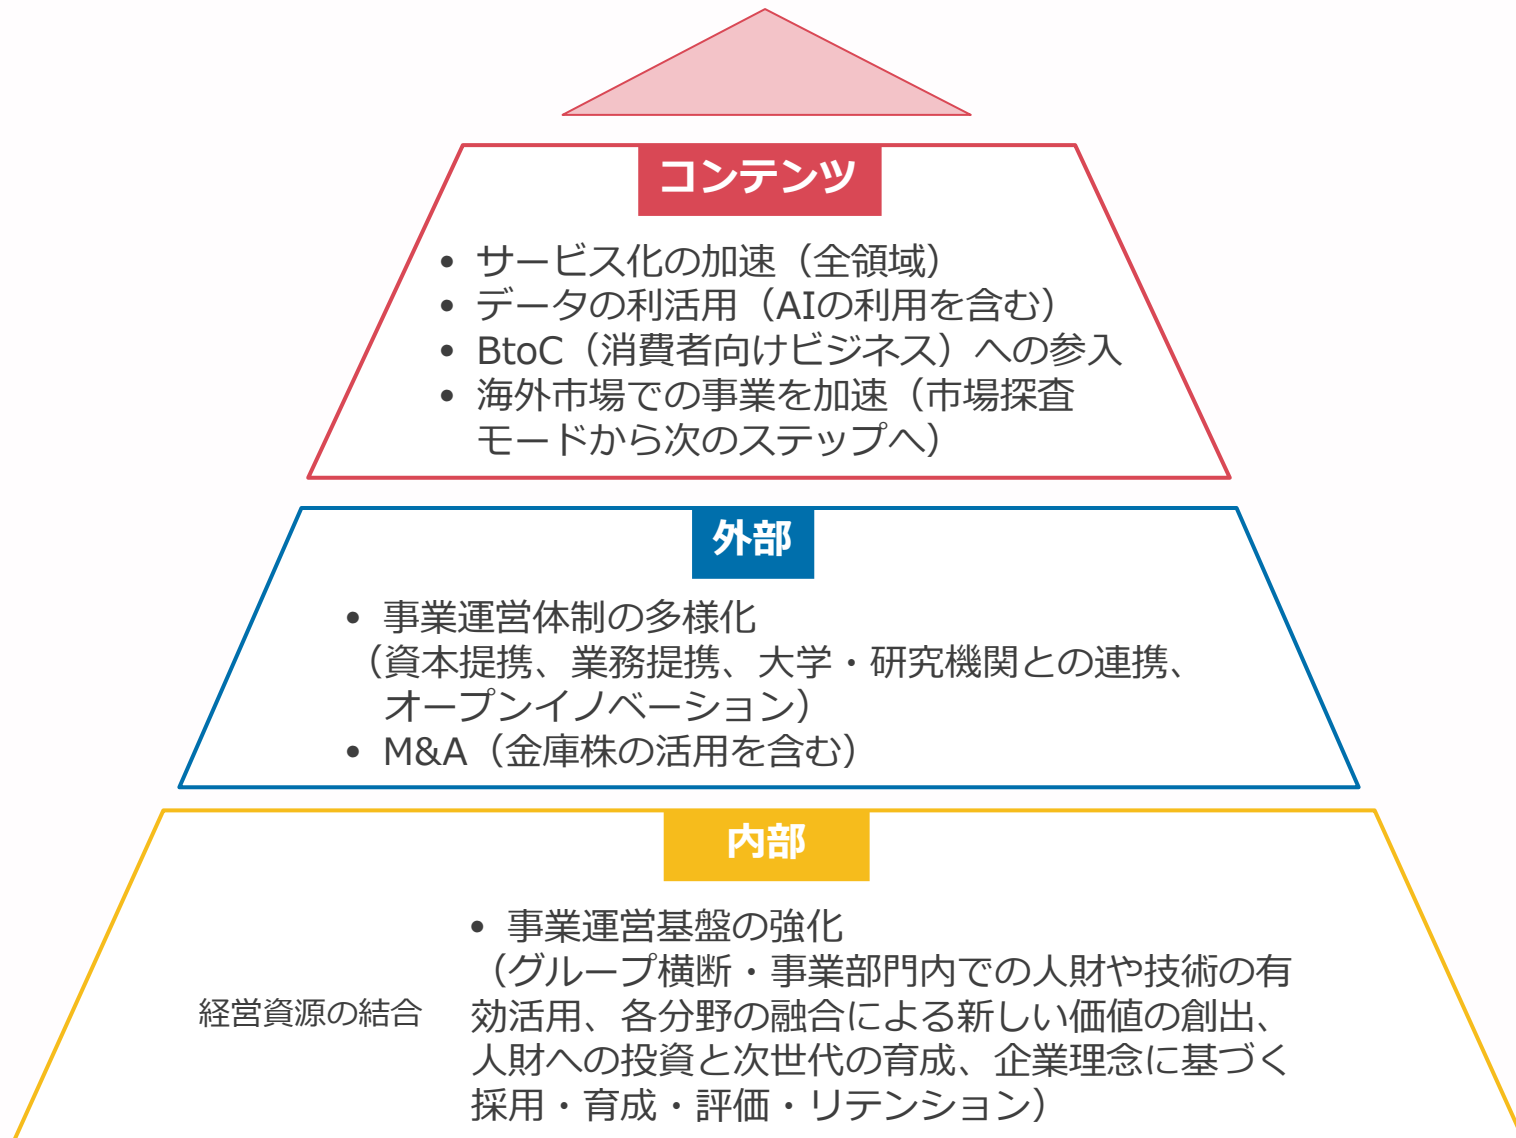 コンテンツ
• サービス化の加速（全領域）
• データの利活用（AIの利用を含む）
• BtoC（消費者向けビジネス）への参入
• 海外市場での事業を加速（市場探査
モードから次のステップへ）
外部
• 事業運営体制の多様化
（資本提携、業務提携、大学・研究機関との連携、
オープンイノベーション）
• M&A（金庫株の活用を含む）
内部
経営資源の結合
• 事業運営基盤の強化
（グループ横断・事業部門内での人財や技術の有
効活用、各分野の融合による新しい価値の創出、
人財への投資と次世代の育成、企業理念に基づく
採用・育成・評価・リテンション）